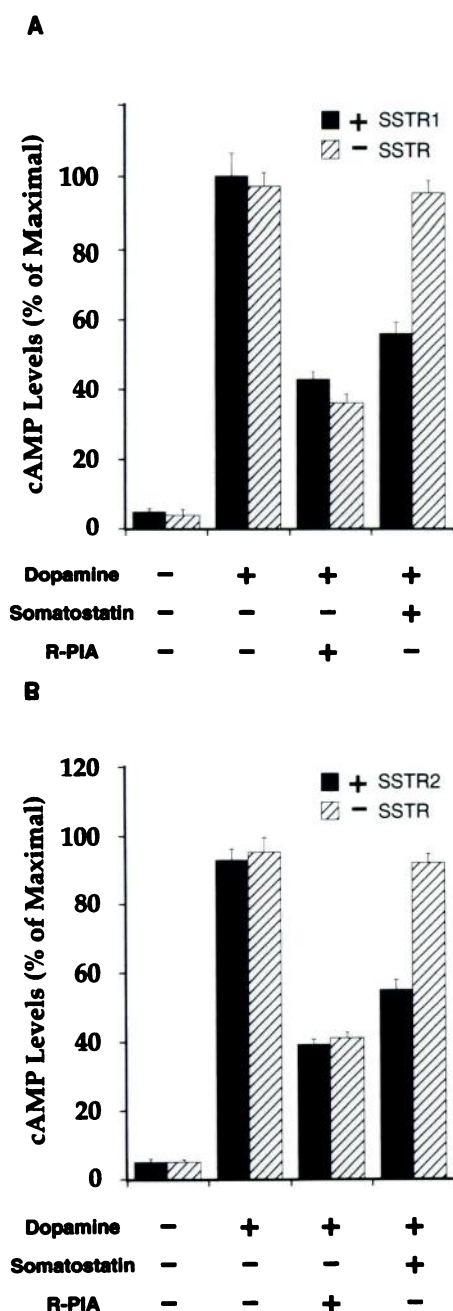 A
cAMP Levels (% of Maximal)
100
80
60
40
20
0
+ SSTR1
− SSTR
Dopamine − + + +
Somatostatin − − − +
R-PIA − − + −
B
cAMP Levels (% of Maximal)
120
100
80
60
40
20
0
+ SSTR2
− SSTR
Dopamine − + + +
Somatostatin − − − +
R-PIA − − + −